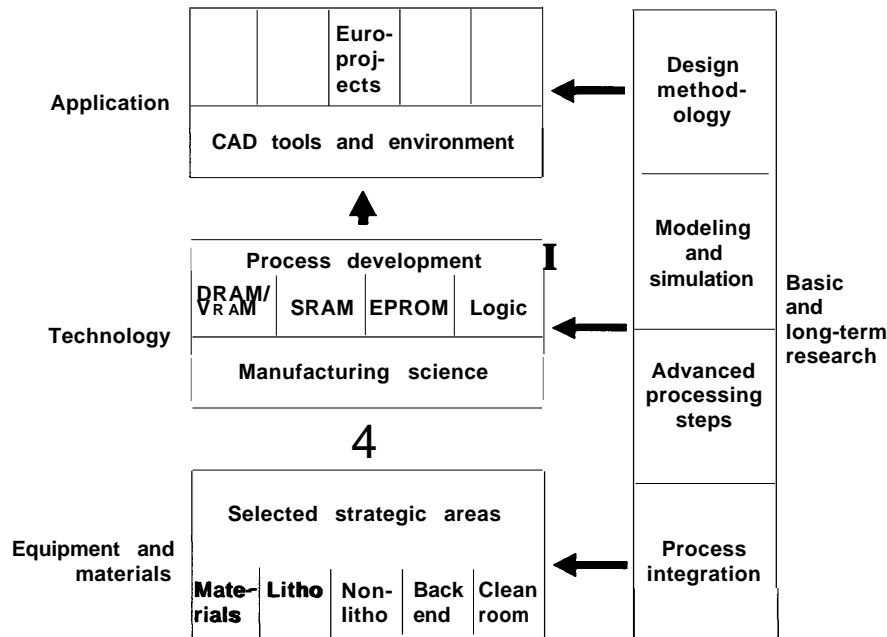 Application
Euro-
proj-
ects
CAD tools and environment
Design
method-
ology
Technology
Process development
I
DRAM/
VRAM
SRAM
EPROM
Logic
Manufacturing science
Modeling
and
simulation
Advanced
processing
steps
Basic
and
long-term
research
4
Equipment and
materials
Selected strategic areas
Mate-
rials
Litho
Non-
litho
Back
end
Clean
room
Process
integration